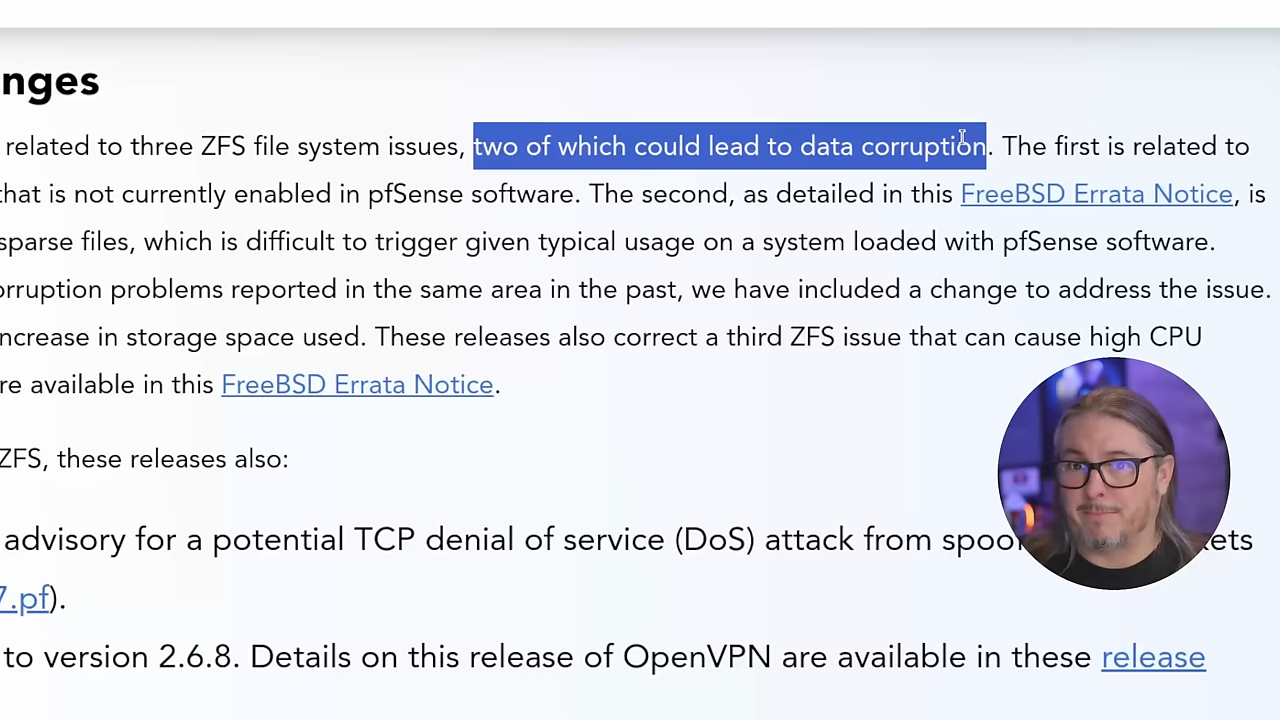 nges
related to three ZFS file system issues, two of which could lead to data corruption. The first is related to
that is not currently enabled in pfSense software. The second, as detailed in this FreeBSD Errata Notice, is
sparse files, which is difficult to trigger given typical usage on a system loaded with pfSense software.
orruption problems reported in the same area in the past, we have included a change to address the issue.
ncrease in storage space used. These releases also correct a third ZFS issue that can cause high CPU
re available in this FreeBSD Errata Notice.
ZFS, these releases also:
advisory for a potential TCP denial of service (DoS) attack from spoo kets
7.pf).
to version 2.6.8. Details on this release of OpenVPN are available in these release